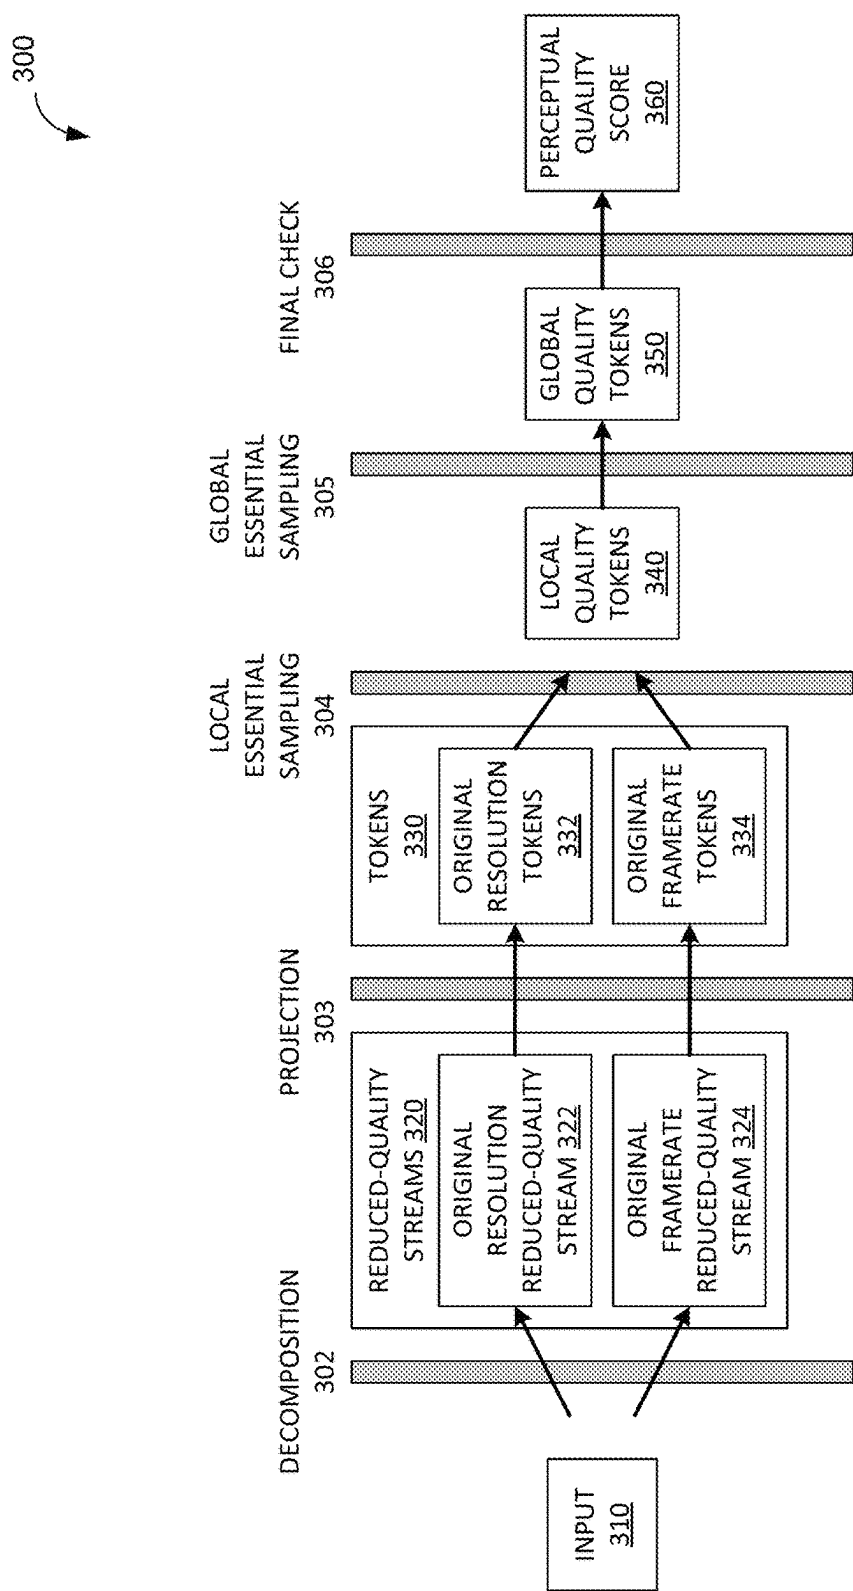 300
DECOMPOSITION
302
PROJECTION
303
LOCAL
ESSENTIAL
SAMPLING
304
GLOBAL
ESSENTIAL
SAMPLING
305
FINAL CHECK
306
INPUT
310
REDUCED-QUALITY
STREAMS 320
ORIGINAL
RESOLUTION
REDUCED-QUALITY
STREAM 322
ORIGINAL
FRAMERATE
REDUCED-QUALITY
STREAM 324
TOKENS
330
ORIGINAL
RESOLUTION
TOKENS
332
ORIGINAL
FRAMERATE
TOKENS
334
LOCAL
QUALITY
TOKENS
340
GLOBAL
QUALITY
TOKENS
350
PERCEPTUAL
QUALITY
SCORE
360